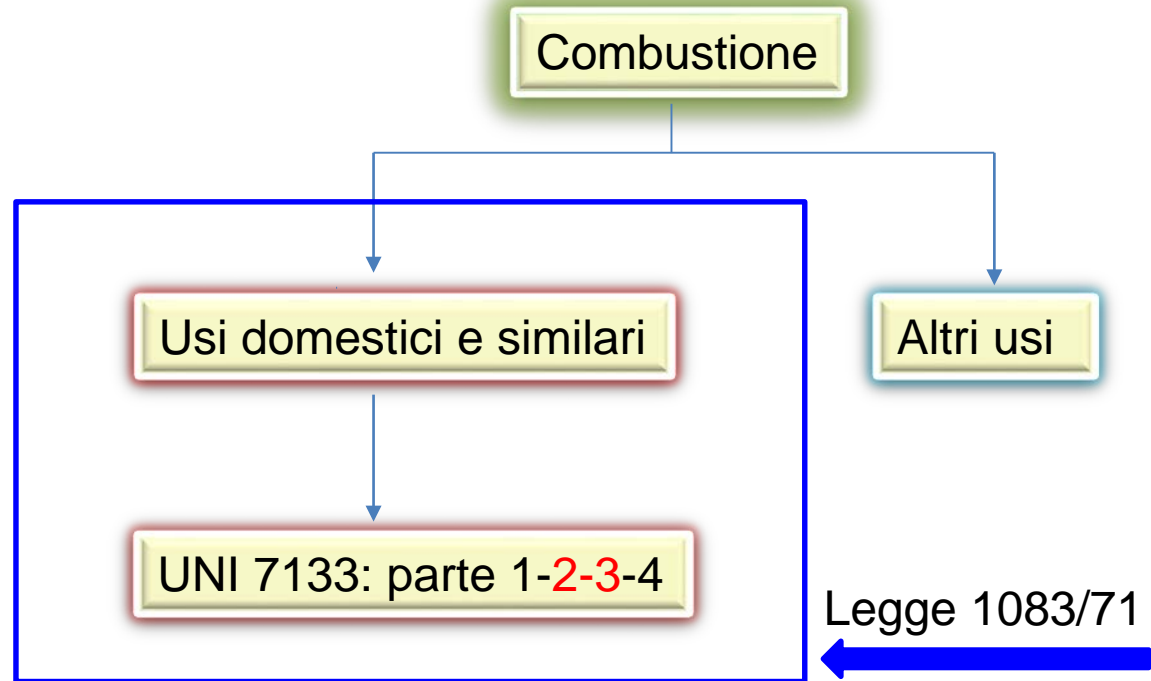 Combustione
Usi domestici e similari
Altri usi
UNI 7133: parte 1-2-3-4
Legge 1083/71